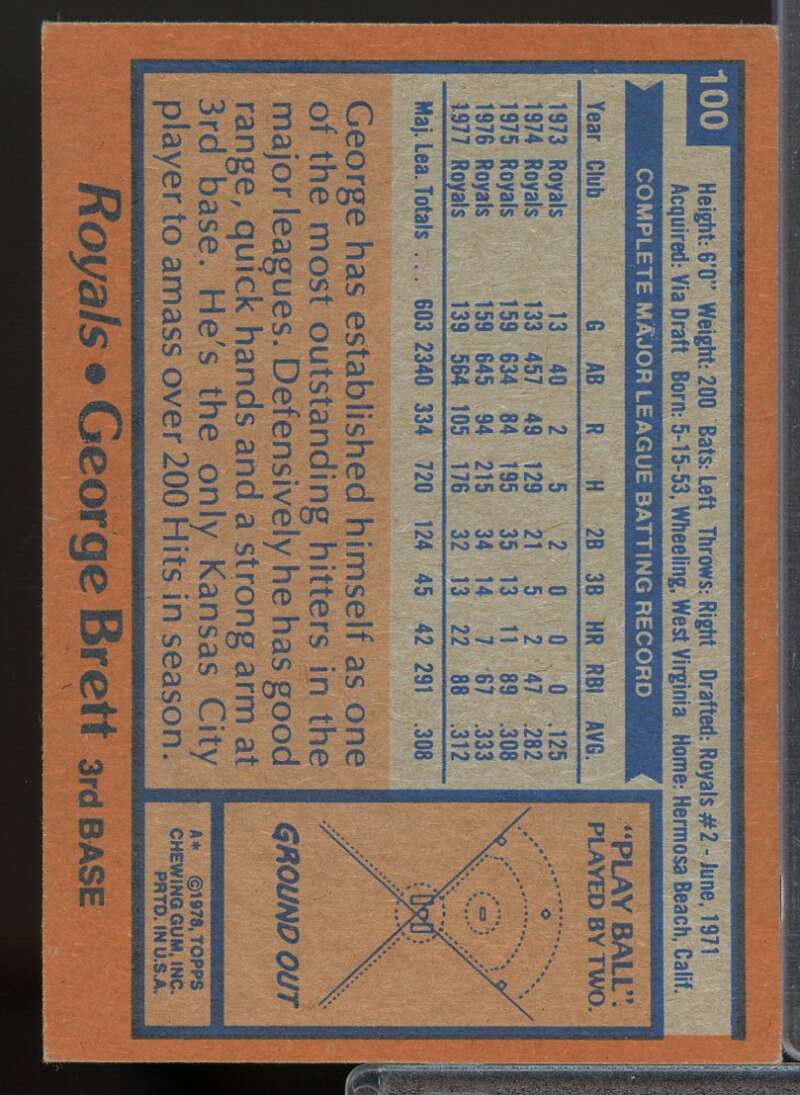 100
Height: 6'0" Weight: 200 Bats: Left Throws: Right Drafted: Royals #2 - June, 1971
Acquired: Via Draft Born: 5-15-53, Wheeling, West Virginia Home: Hermosa Beach, Calif.
COMPLETE MAJOR LEAGUE BATTING RECORD
Year Club G AB R H 2B 3B HR RBI AVG.
1973 Royals 13 40 2 5 2 0 0 0 .125
1974 Royals 133 457 49 129 21 5 2 47 .282
1975 Royals 159 634 84 195 35 13 11 89 .308
1976 Royals 159 645 94 215 34 14 7 67 .333
1977 Royals 139 564 105 176 32 13 22 88 .312
Maj. Lea. Totals .... 603 2340 334 720 124 45 42 291 .308
George has established himself as one
of the most outstanding hitters in the
major leagues. Defensively he has good
range, quick hands and a strong arm at
3rd base. He's the only Kansas City
player to amass over 200 Hits in season.
"PLAY BALL":
PLAYED BY TWO.
GROUND OUT
A* ©1978, TOPPS
CHEWING GUM, INC.
PRTD. IN U.S.A.
Royals • George Brett 3rd BASE